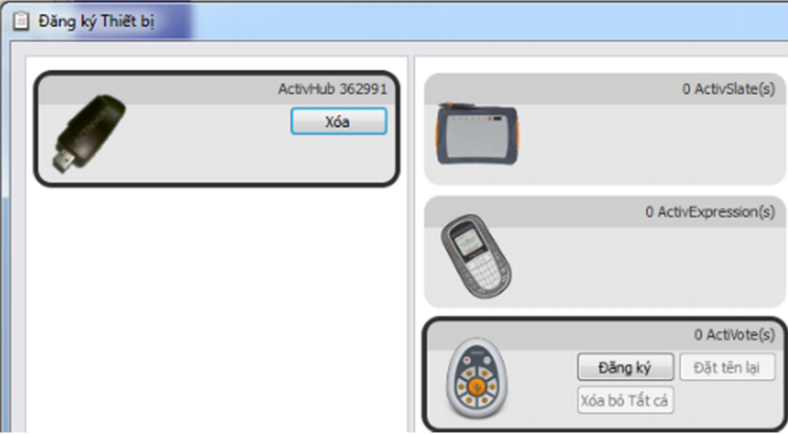 Đăng ký Thiết bị
ActivHub 362991
Xóa
0 ActivSlate(s)
0 ActivExpression(s)
0 ActiVote(s)
Đăng ký Đặt tên lại
Xóa bỏ Tất cả